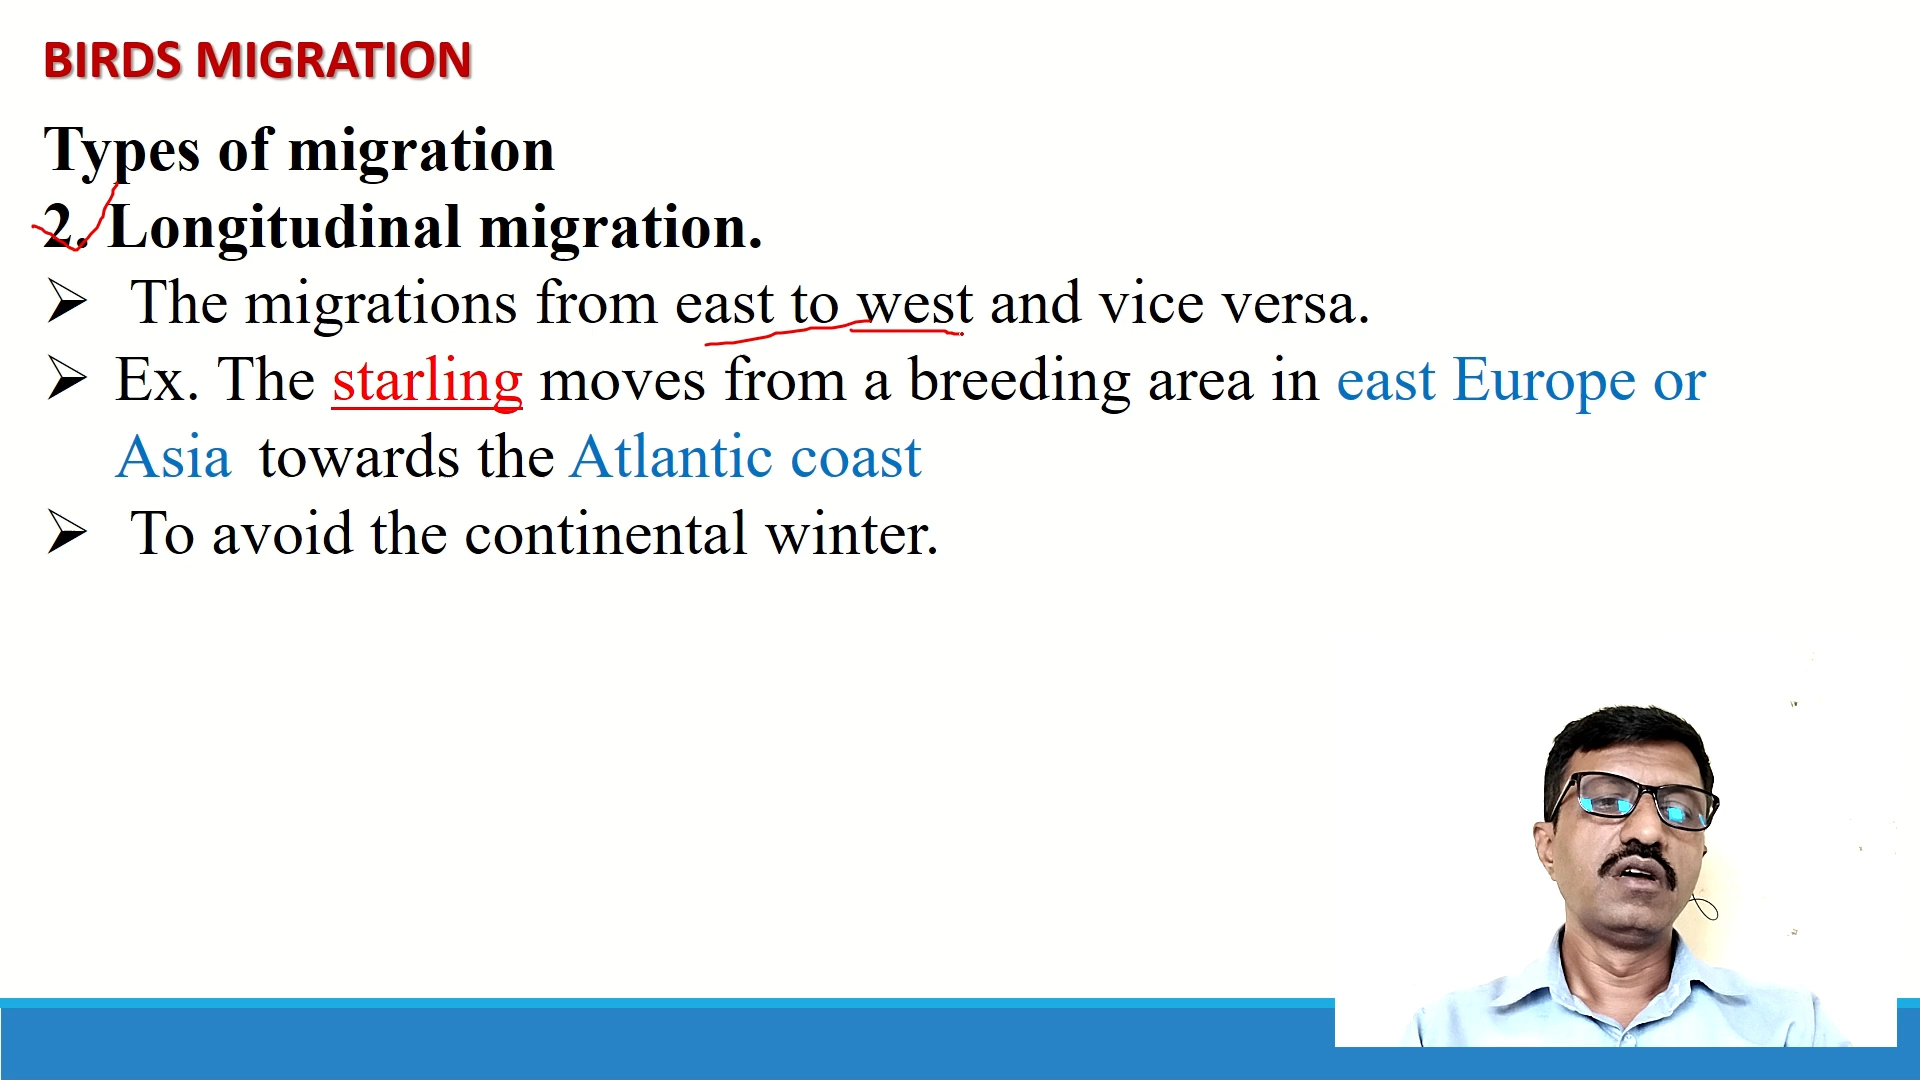 BIRDS MIGRATION
Types of migration
2. Longitudinal migration.
➢ The migrations from east to west and vice versa.
➢ Ex. The starling moves from a breeding area in east Europe or
Asia towards the Atlantic coast
➢ To avoid the continental winter.